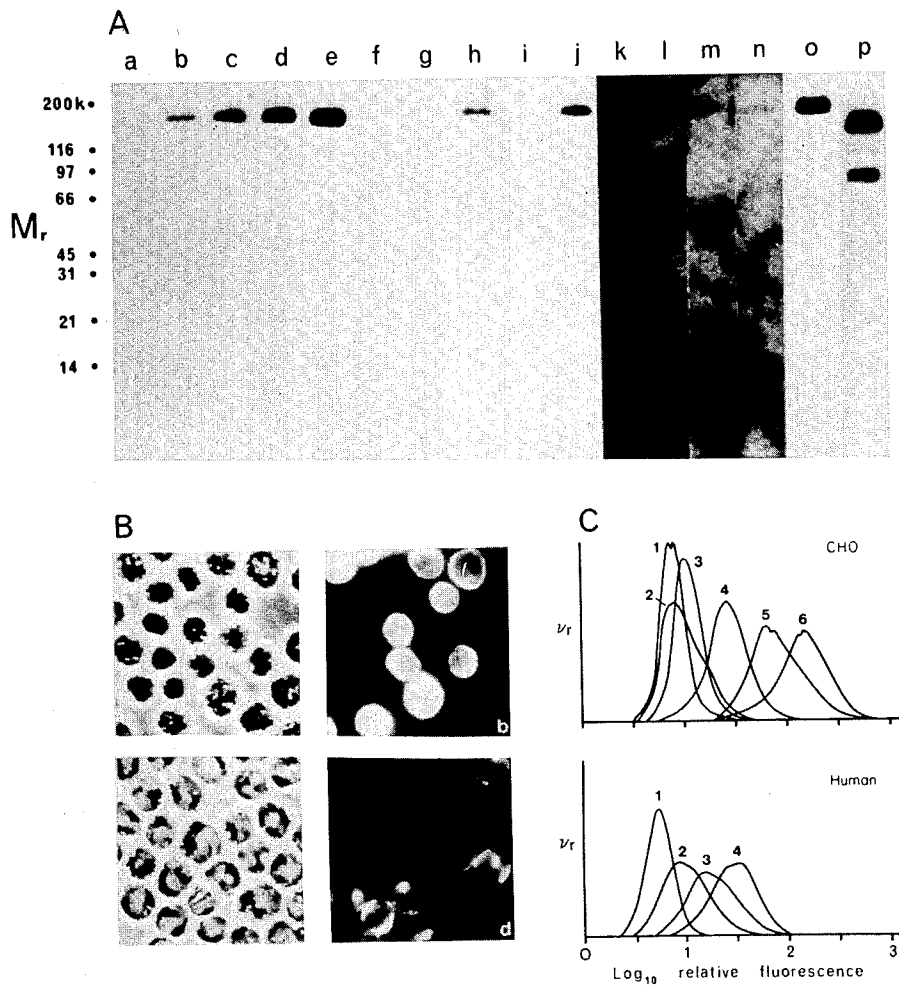 A
a b c d e f g h i j k l m n o p
200k•
116 •
97 •
66 •
Mr
45 •
31 •
21 •
14 •
B
b
d
C
CHO
1
3
2
4
5
6
νr
Human
1
2
3
4
νr
0 1 2 3
Log10 relative fluorescence